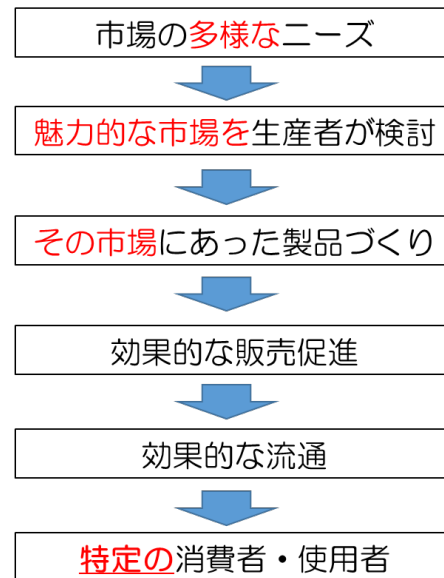 市場の多様なニーズ
魅力的な市場を生産者が検討
その市場にあった製品づくり
効果的な販売促進
効果的な流通
特定の消費者・使用者